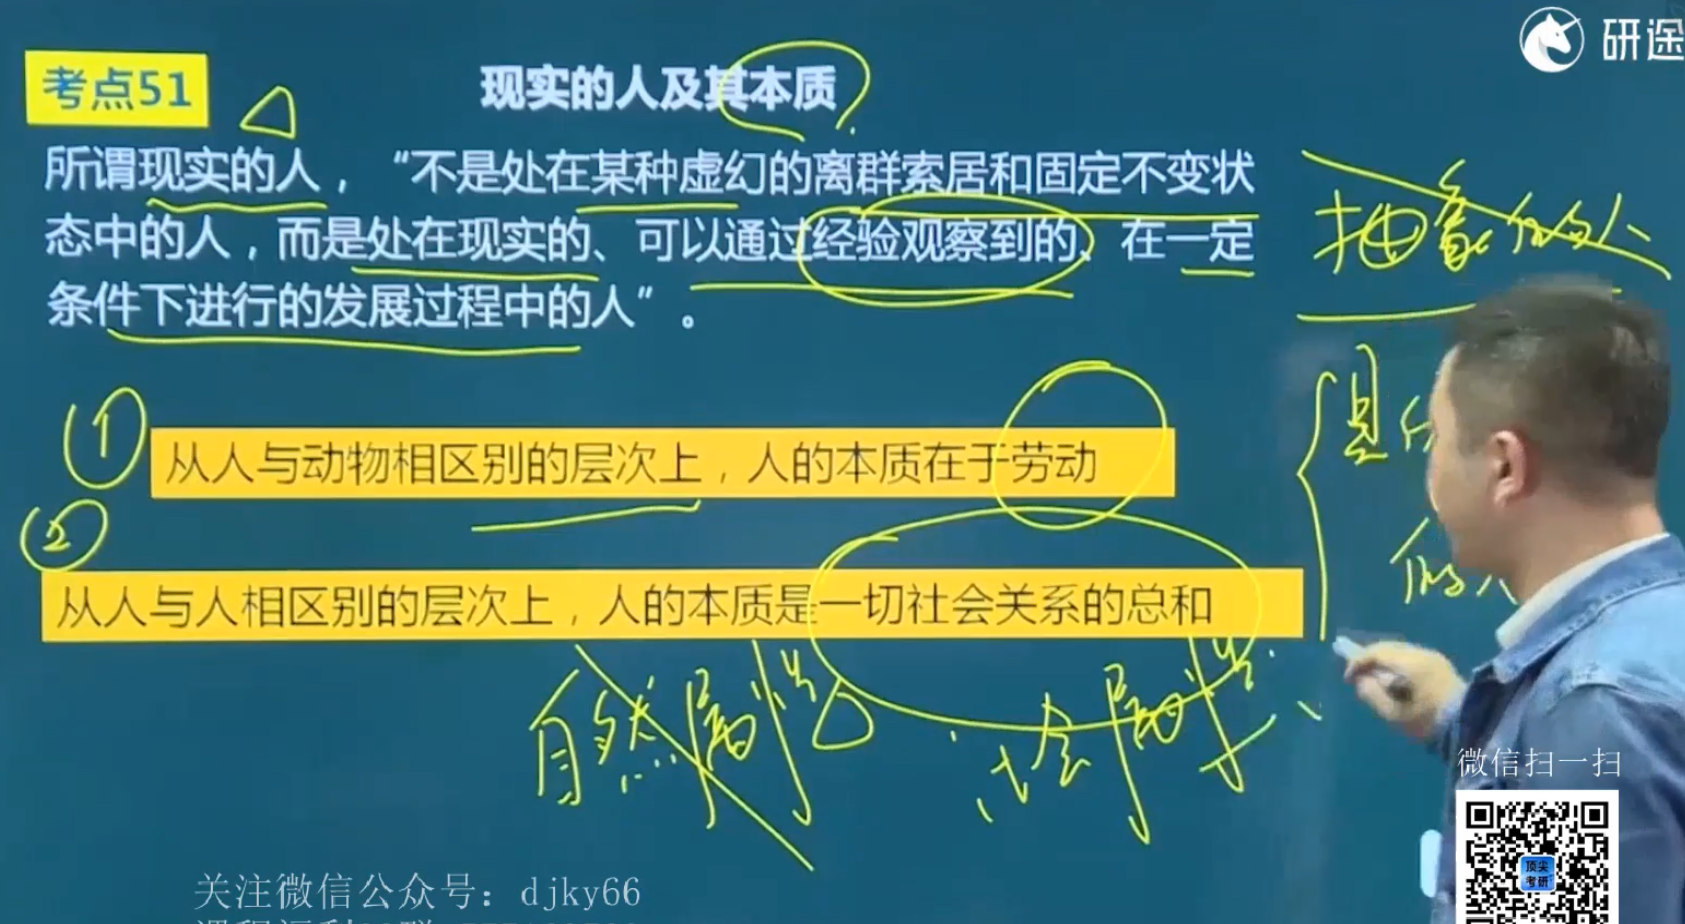 研途
考点51
现实的人及其本质
所谓现实的人，“不是处在某种虚幻的离群索居和固定不变状
态中的人，而是处在现实的、可以通过经验观察到的、在一定
条件下进行的发展过程中的人”。
抽象的人
具
的人
① 从人与动物相区别的层次上，人的本质在于劳动
② 从人与人相区别的层次上，人的本质是一切社会关系的总和
自然属性
社会属性
微信扫一扫
顶尖
考研
关注微信公众号：djky66